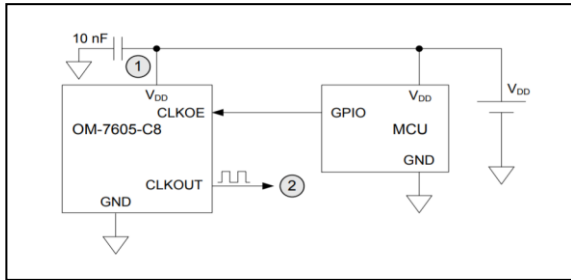 10 nF
1
VDD
VDD
VDD
CLKOE
GPIO
OM-7605-C8
MCU
GND
CLKOUT
2
GND